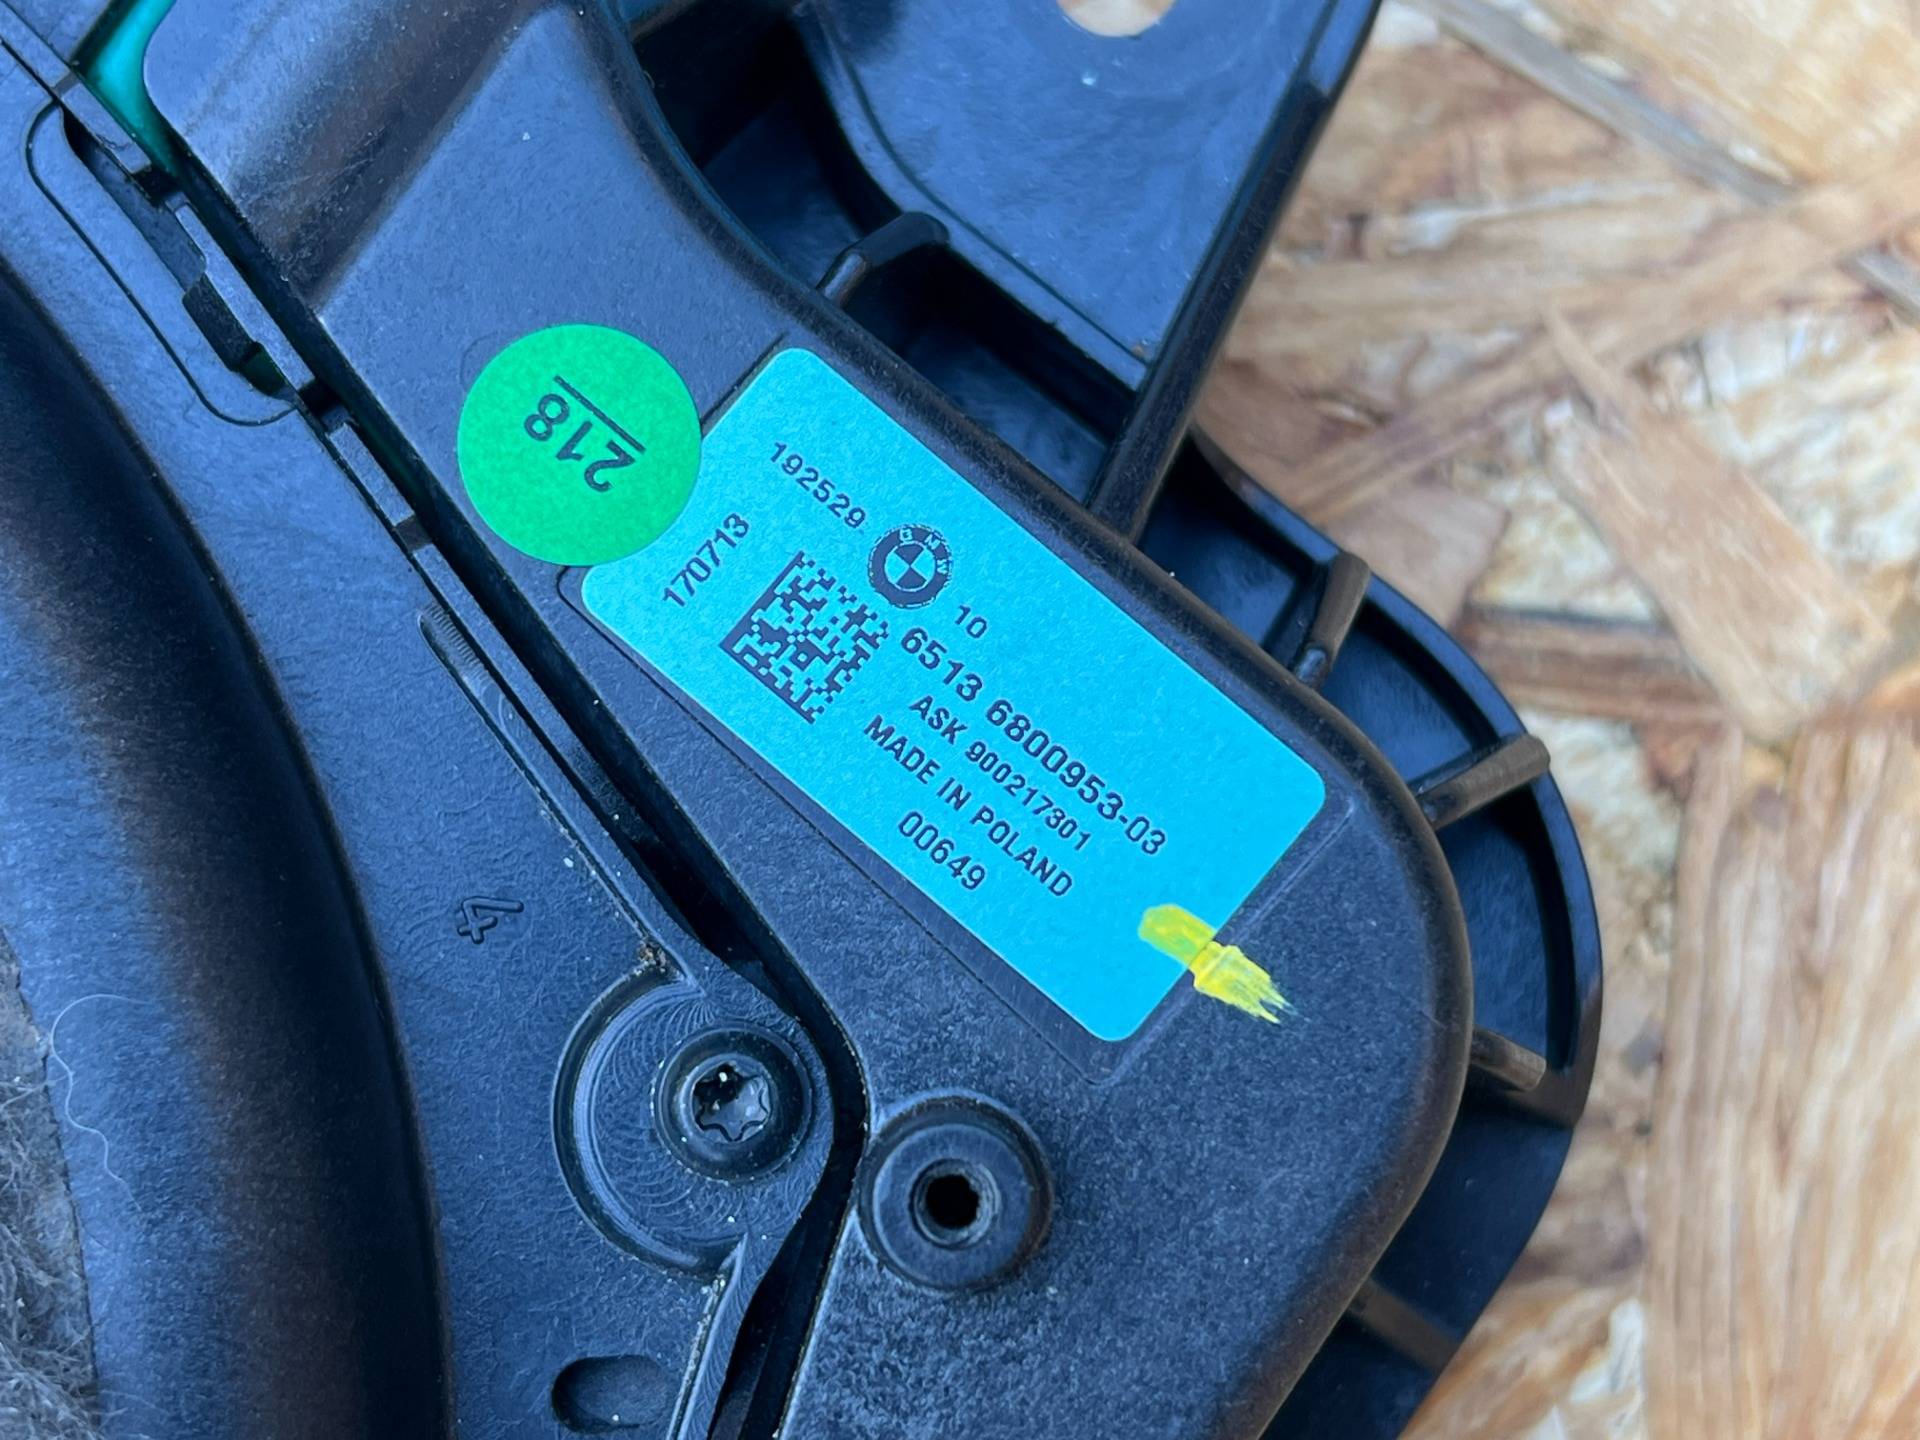 218
192529
170713
BMW
10
6513 6800953-03
ASK 900217301
MADE IN POLAND
00649
4